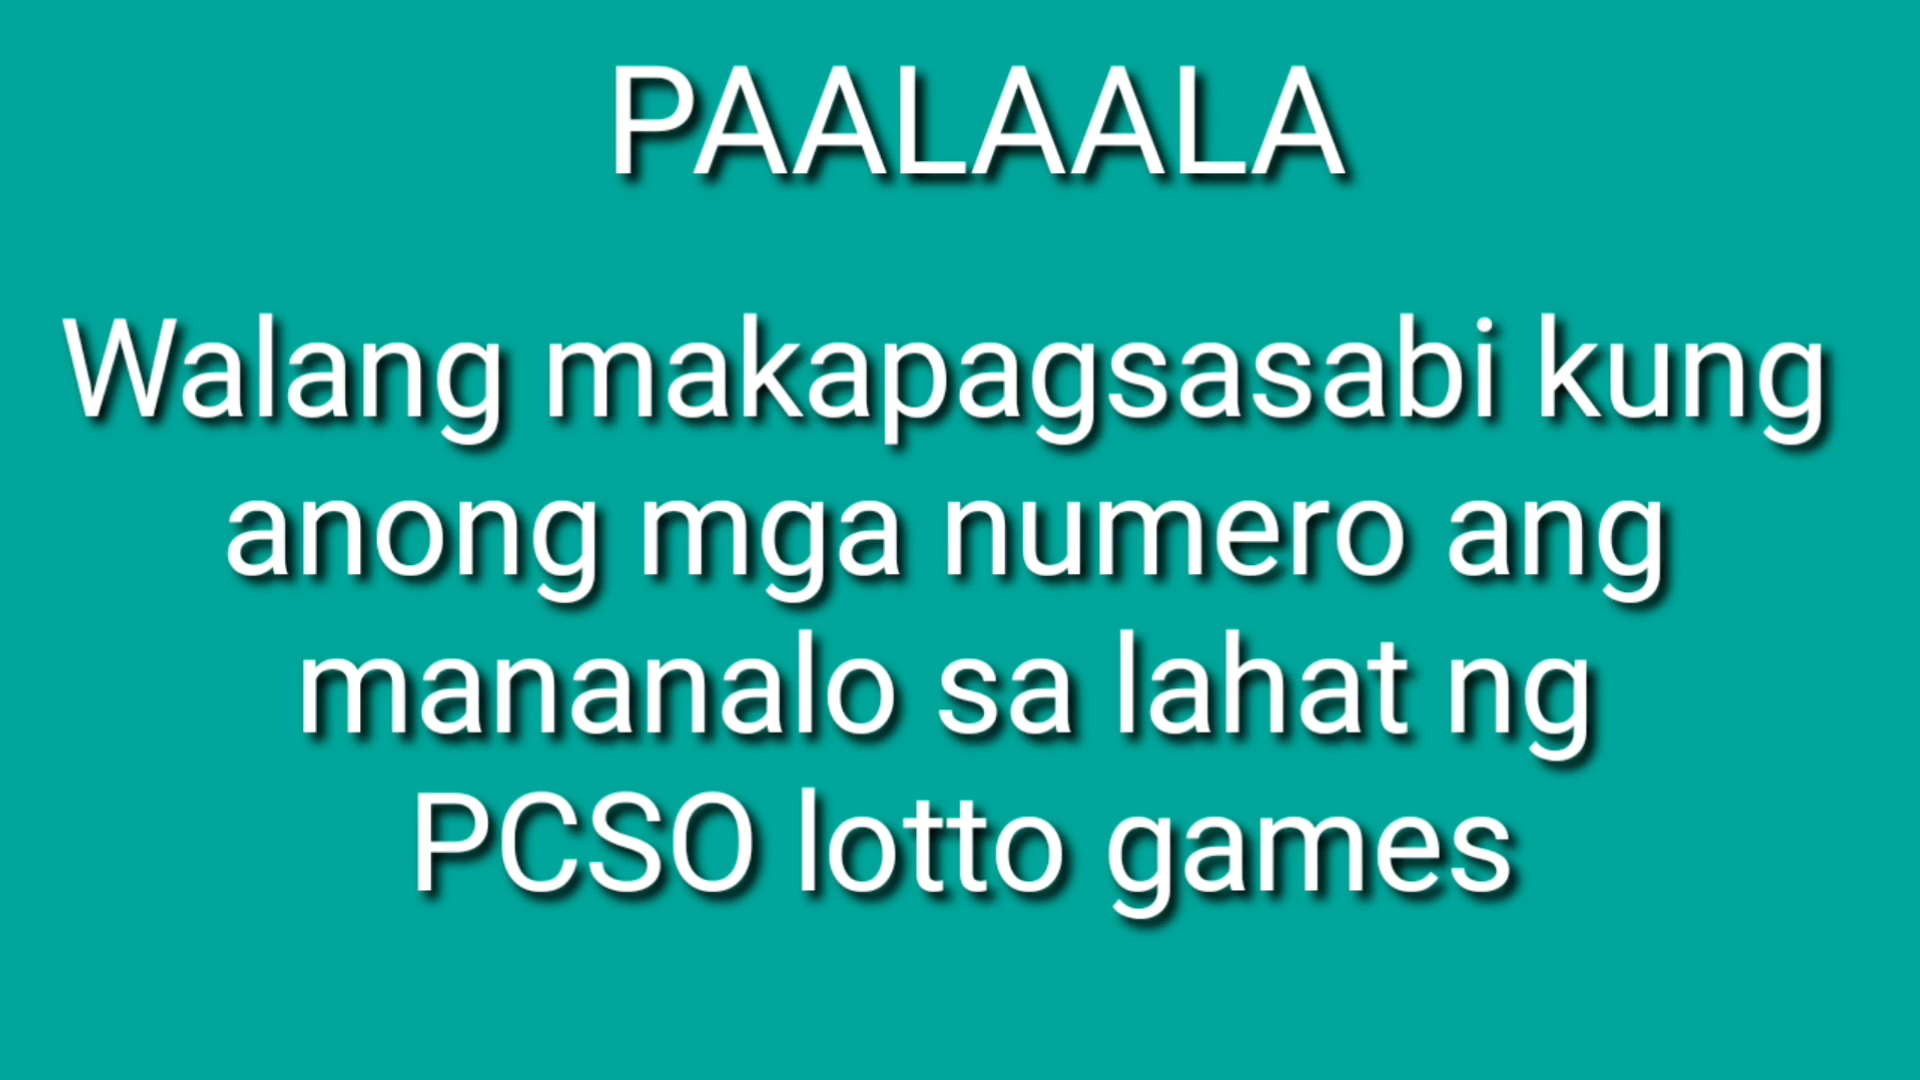 PAALAALA
Walang makapagsasabi kung
anong mga numero ang
mananalo sa lahat ng
PCSO lotto games